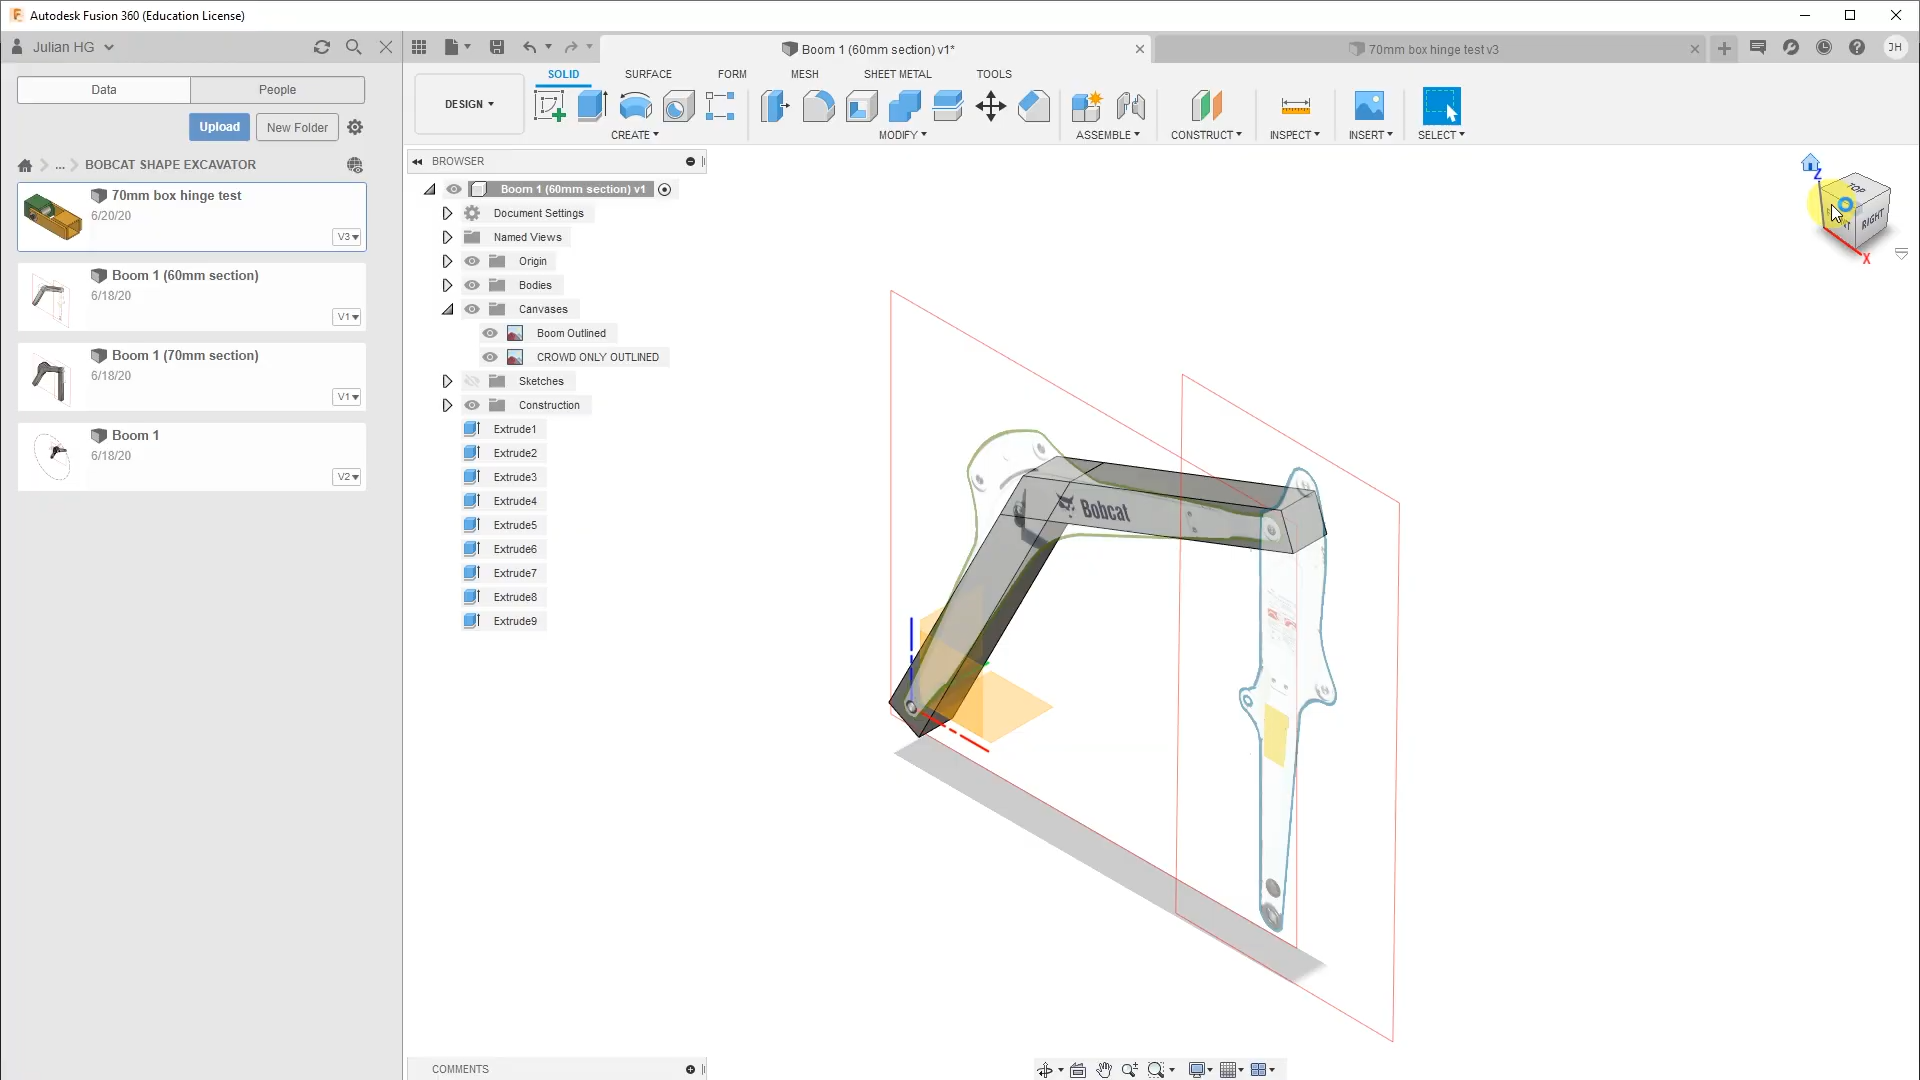 Autodesk Fusion 360 (Education License)
Julian HG
Boom 1 (60mm section) v1*
70mm box hinge test v3
JH
Data
People
Upload
New Folder
... BOBCAT SHAPE EXCAVATOR
70mm box hinge test
6/20/20
V3
Boom 1 (60mm section)
6/18/20
V1
Boom 1 (70mm section)
6/18/20
V1
Boom 1
6/18/20
V2
SOLID
SURFACE
FORM
MESH
SHEET METAL
TOOLS
DESIGN
CREATE
MODIFY
ASSEMBLE
CONSTRUCT
INSPECT
INSERT
SELECT
BROWSER
Boom 1 (60mm section) v1
Document Settings
Named Views
Origin
Bodies
Canvases
Boom Outlined
CROWD ONLY OUTLINED
Sketches
Construction
Extrude1
Extrude2
Extrude3
Extrude4
Extrude5
Extrude6
Extrude7
Extrude8
Extrude9
Z
TOP
RIGHT
X
Bobcat
COMMENTS